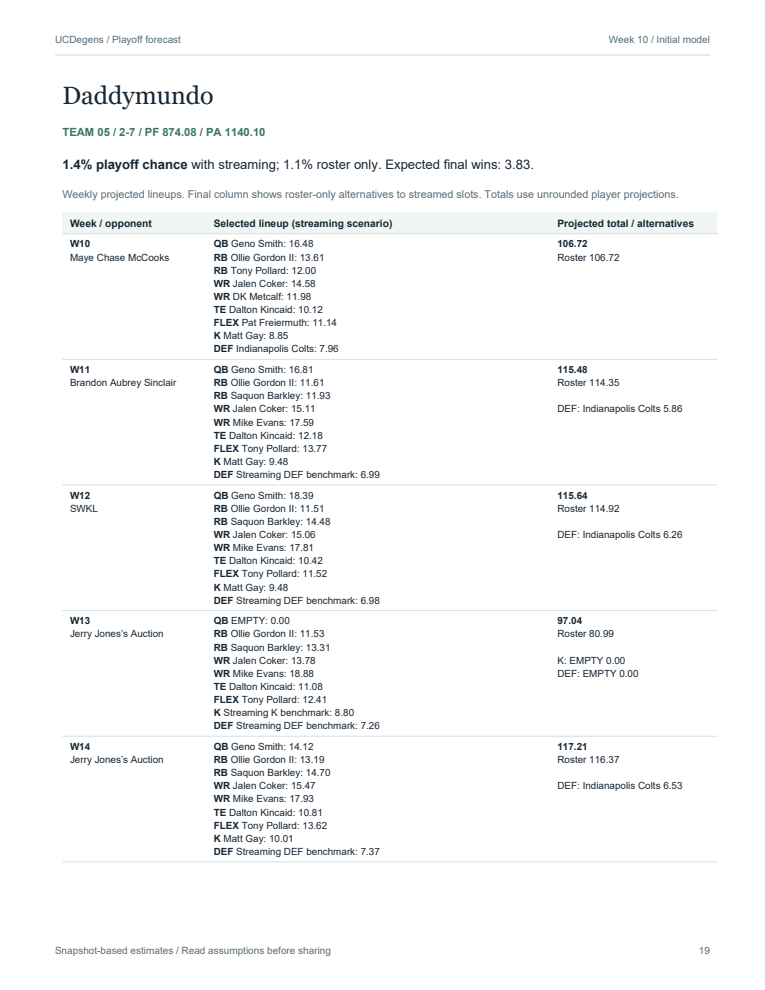 UCDegens / Playoff forecast
Week 10 / Initial model
Daddymundo
TEAM 05 / 2-7 / PF 874.08 / PA 1140.10
1.4% playoff chance with streaming; 1.1% roster only. Expected final wins: 3.83.
Weekly projected lineups. Final column shows roster-only alternatives to streamed slots. Totals use unrounded player projections.
Week / opponent
Selected lineup (streaming scenario)
Projected total / alternatives
W10
Maye Chase McCooks
QB Geno Smith: 16.48
RB Ollie Gordon II: 13.61
RB Tony Pollard: 12.00
WR Jalen Coker: 14.58
WR DK Metcalf: 11.98
TE Dalton Kincaid: 10.12
FLEX Pat Freiermuth: 11.14
K Matt Gay: 8.85
DEF Indianapolis Colts: 7.96
106.72
Roster 106.72
W11
Brandon Aubrey Sinclair
QB Geno Smith: 16.81
RB Ollie Gordon II: 11.61
RB Saquon Barkley: 11.93
WR Jalen Coker: 15.11
WR Mike Evans: 17.59
TE Dalton Kincaid: 12.18
FLEX Tony Pollard: 13.77
K Matt Gay: 9.48
DEF Streaming DEF benchmark: 6.99
115.48
Roster 114.35
DEF: Indianapolis Colts 5.86
W12
SWKL
QB Geno Smith: 18.39
RB Ollie Gordon II: 11.51
RB Saquon Barkley: 14.48
WR Jalen Coker: 15.06
WR Mike Evans: 17.81
TE Dalton Kincaid: 10.42
FLEX Tony Pollard: 11.52
K Matt Gay: 9.48
DEF Streaming DEF benchmark: 6.98
115.64
Roster 114.92
DEF: Indianapolis Colts 6.26
W13
Jerry Jones's Auction
QB EMPTY: 0.00
RB Ollie Gordon II: 11.53
RB Saquon Barkley: 13.31
WR Jalen Coker: 13.78
WR Mike Evans: 18.88
TE Dalton Kincaid: 11.08
FLEX Tony Pollard: 12.41
K Streaming K benchmark: 8.80
DEF Streaming DEF benchmark: 7.26
97.04
Roster 80.99
K: EMPTY 0.00
DEF: EMPTY 0.00
W14
Jerry Jones's Auction
QB Geno Smith: 14.12
RB Ollie Gordon II: 13.19
RB Saquon Barkley: 14.70
WR Jalen Coker: 15.47
WR Mike Evans: 17.93
TE Dalton Kincaid: 10.81
FLEX Tony Pollard: 13.62
K Matt Gay: 10.01
DEF Streaming DEF benchmark: 7.37
117.21
Roster 116.37
DEF: Indianapolis Colts 6.53
Snapshot-based estimates / Read assumptions before sharing
19